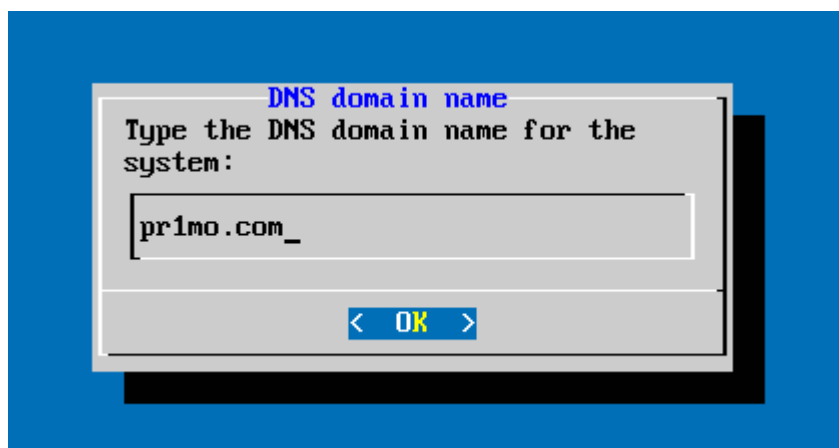 DNS domain name
Type the DNS domain name for the
system:
pr1mo.com_
< OK >